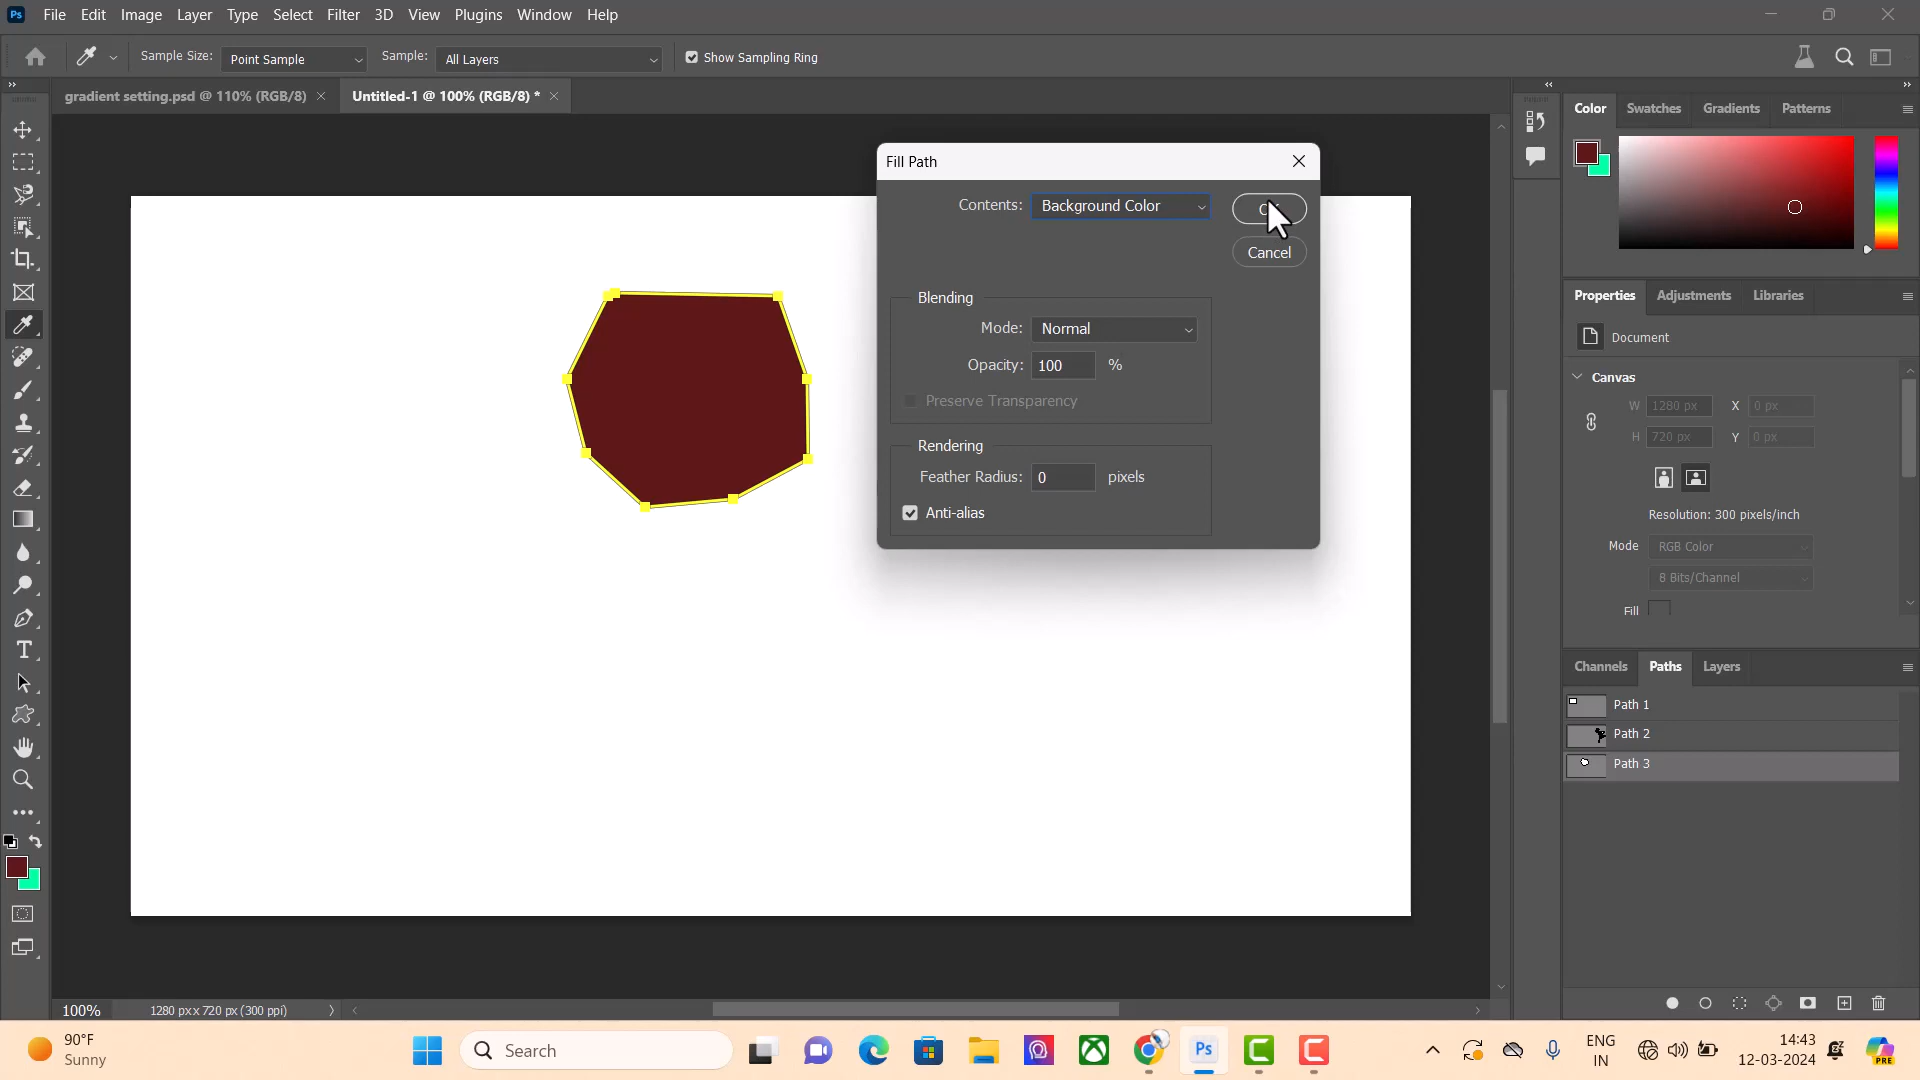 Ps File Edit Image Layer Type Select Filter 3D View Plugins Window Help
Sample Size: Point Sample Sample: All Layers Show Sampling Ring
gradient setting.psd @ 110% (RGB/8) × Untitled-1 @ 100% (RGB/8) * ×
Color Swatches Gradients Patterns
Fill Path
Contents: Background Color
Cancel
Blending
Mode: Normal
Opacity: 100 %
Preserve Transparency
Rendering
Feather Radius: 0 pixels
Anti-alias
Properties Adjustments Libraries
Document
Canvas
W 1280 px X 0 px
H 720 px Y 0 px
Resolution: 300 pixels/inch
Mode RGB Color
8 Bits/Channel
Fill
Channels Paths Layers
Path 1
Path 2
Path 3
100% 1280 px x 720 px (300 ppi)
90°F
Sunny
Search
Ps
ENG
IN
14:43
12-03-2024
PRE